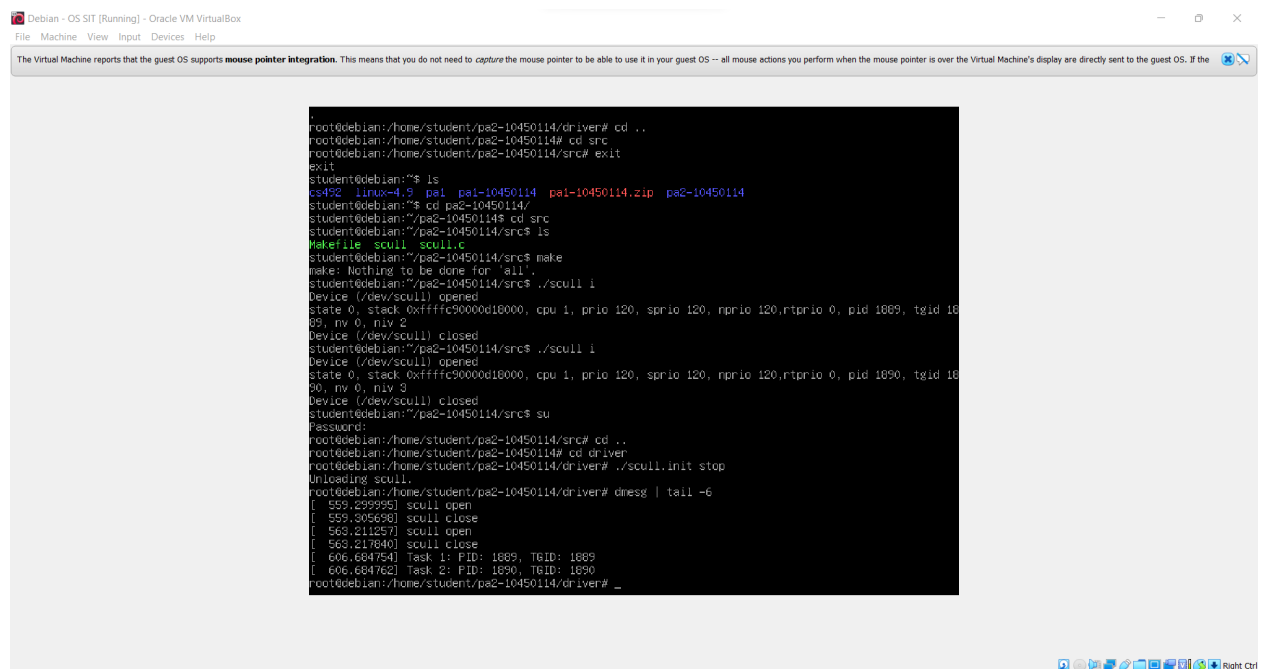 Debian - OS SIT [Running] - Oracle VM VirtualBox
File Machine View Input Devices Help
The Virtual Machine reports that the guest OS supports mouse pointer integration. This means that you do not need to capture the mouse pointer to be able to use it in your guest OS -- all mouse actions you perform when the mouse pointer is over the Virtual Machine's display are directly sent to the guest OS. If the
.
root@debian:/home/student/pa2-10450114/driver# cd ..
root@debian:/home/student/pa2-10450114# cd src
root@debian:/home/student/pa2-10450114/src# exit
exit
student@debian:~$ ls
cs492 linux-4.9 pa1 pa1-10450114 pa1-10450114.zip pa2-10450114
student@debian:~$ cd pa2-10450114/
student@debian:~/pa2-10450114$ cd src
student@debian:~/pa2-10450114/src$ ls
Makefile scull scull.c
student@debian:~/pa2-10450114/src$ make
make: Nothing to be done for 'all'.
student@debian:~/pa2-10450114/src$ ./scull i
Device (/dev/scull) opened
state 0, stack 0xffffc90000d18000, cpu 1, prio 120, sprio 120, nprio 120,rtprio 0, pid 1889, tgid 18
89, nv 0, niv 2
Device (/dev/scull) closed
student@debian:~/pa2-10450114/src$ ./scull i
Device (/dev/scull) opened
state 0, stack 0xffffc90000d18000, cpu 1, prio 120, sprio 120, nprio 120,rtprio 0, pid 1890, tgid 18
90, nv 0, niv 3
Device (/dev/scull) closed
student@debian:~/pa2-10450114/src$ su
Password:
root@debian:/home/student/pa2-10450114/src# cd ..
root@debian:/home/student/pa2-10450114# cd driver
root@debian:/home/student/pa2-10450114/driver# ./scull.init stop
Unloading scull.
root@debian:/home/student/pa2-10450114/driver# dmesg | tail -6
[  559.299995] scull open
[  559.305698] scull close
[  563.211257] scull open
[  563.217840] scull close
[  606.684754] Task 1: PID: 1889, TGID: 1889
[  606.684762] Task 2: PID: 1890, TGID: 1890
root@debian:/home/student/pa2-10450114/driver# _
Right Ctrl